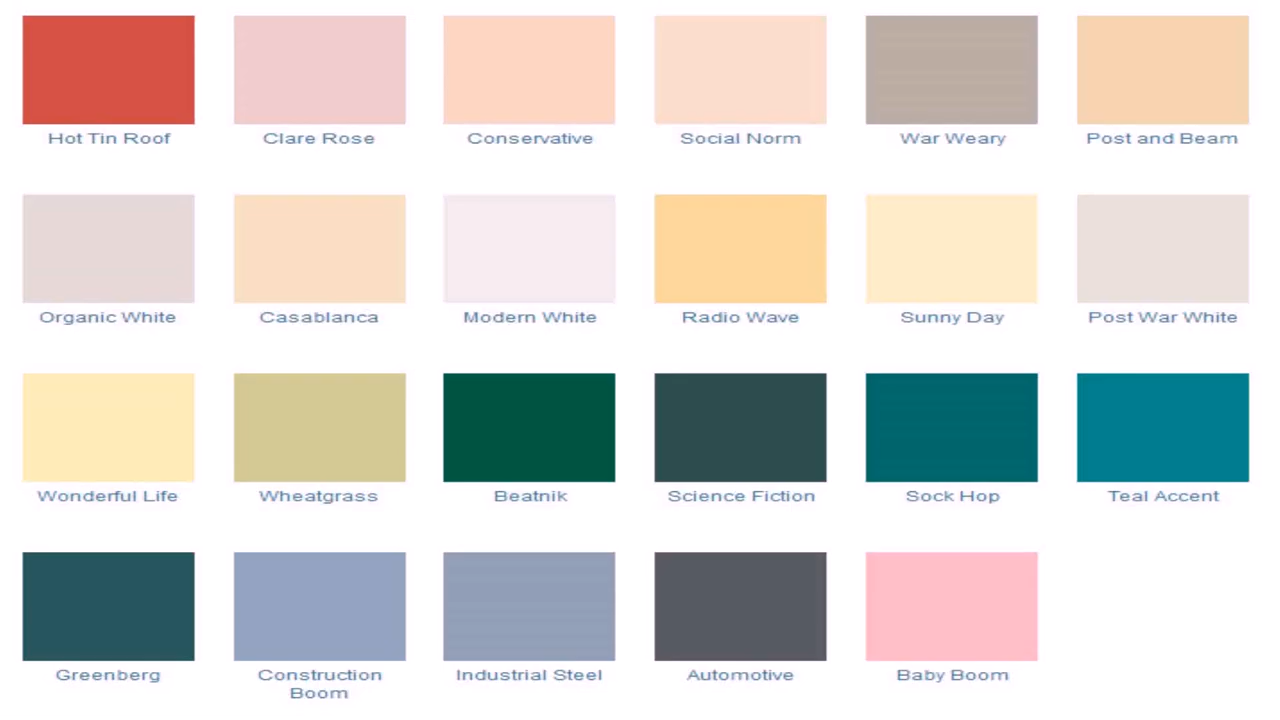 Hot Tin Roof
Clare Rose
Conservative
Social Norm
War Weary
Post and Beam
Organic White
Casablanca
Modern White
Radio Wave
Sunny Day
Post War White
Wonderful Life
Wheatgrass
Beatnik
Science Fiction
Sock Hop
Teal Accent
Greenberg
Construction
Boom
Industrial Steel
Automotive
Baby Boom